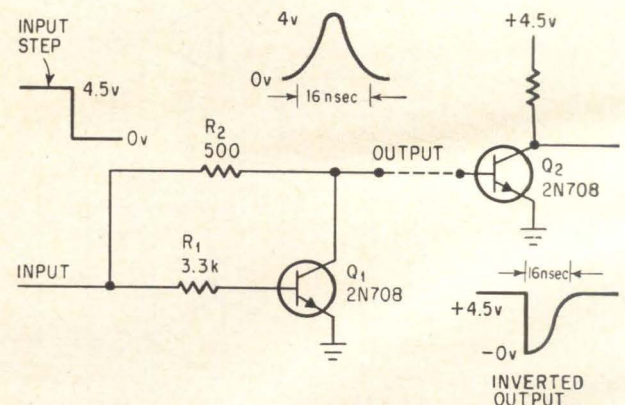 INPUT
STEP
4.5v
0v
4v
0v
16 nsec
+4.5v
R2
500
OUTPUT
Q2
2N708
INPUT
R1
3.3k
Q1
2N708
16nsec
+4.5v
-0v
INVERTED
OUTPUT